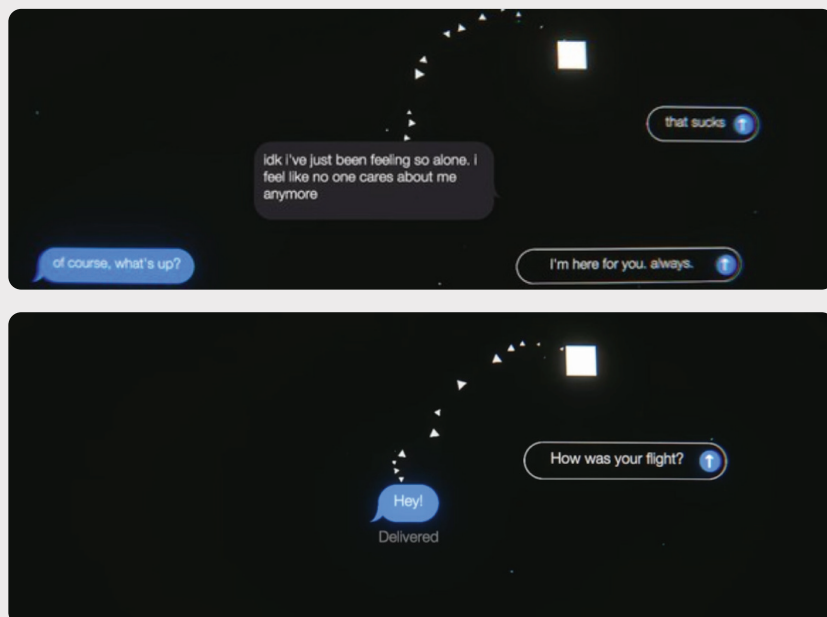 that sucks
idk i've just been feeling so alone. i
feel like no one cares about me
anymore
of course, what's up?
I'm here for you. always.
How was your flight?
Hey!
Delivered